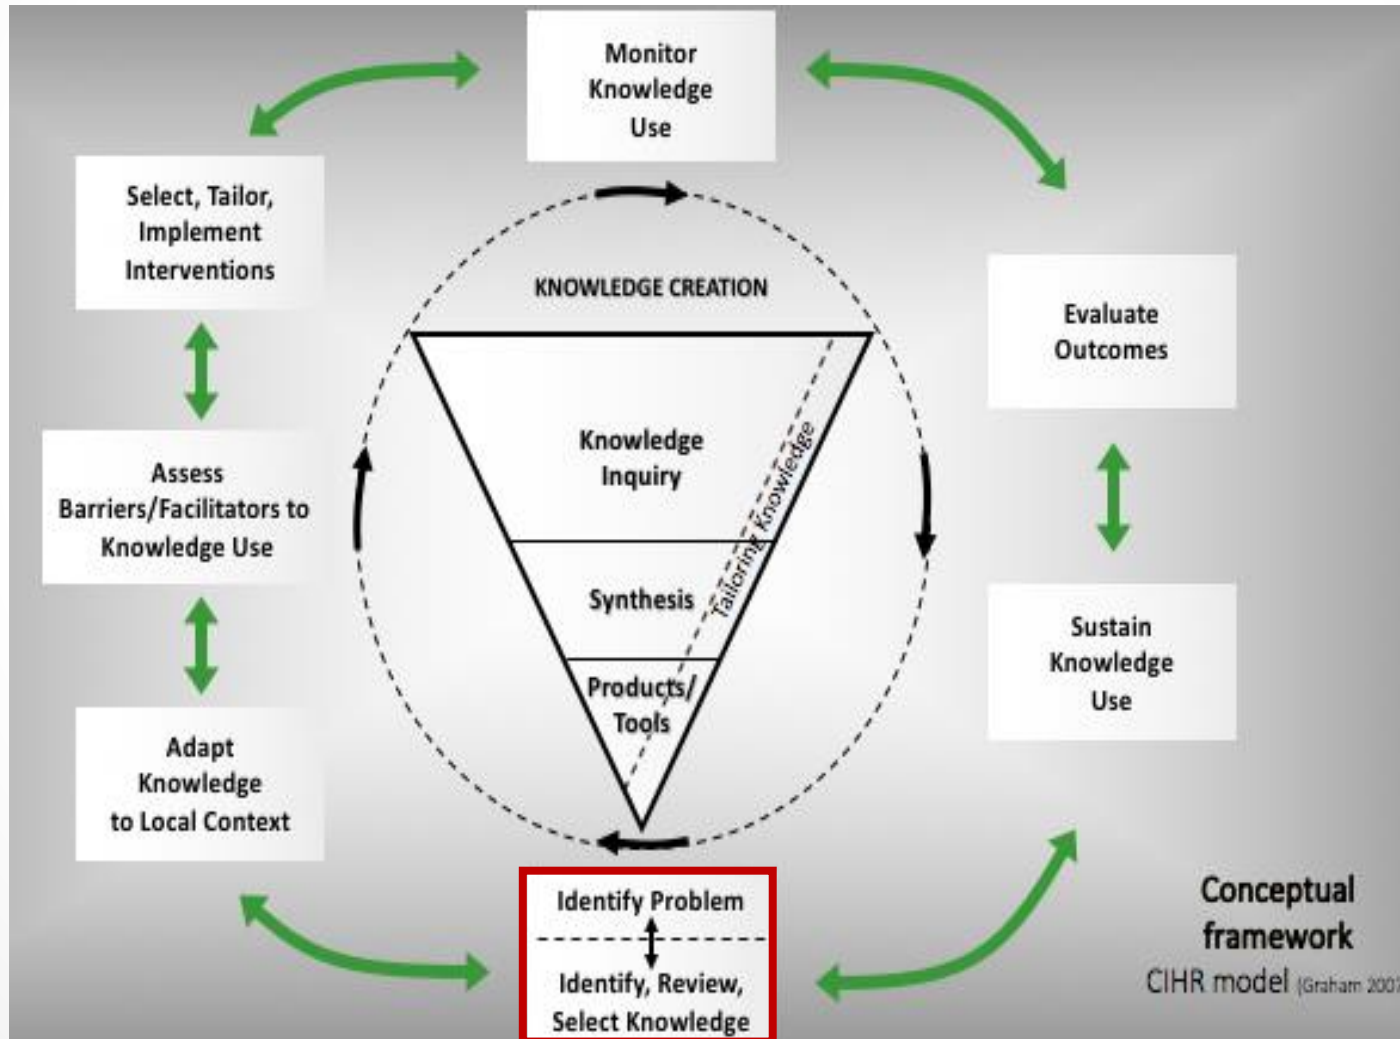 Monitor
Knowledge
Use
Select, Tailor,
Implement
Interventions
KNOWLEDGE CREATION
Evaluate
Outcomes
Knowledge
Inquiry
Tailoring Knowledge
Assess
Barriers/Facilitators to
Knowledge Use
Synthesis
Sustain
Knowledge
Use
Products/
Tools
Adapt
Knowledge
to Local Context
Identify Problem
Identify, Review,
Select Knowledge
Conceptual
framework
CIHR model (Graham 2007